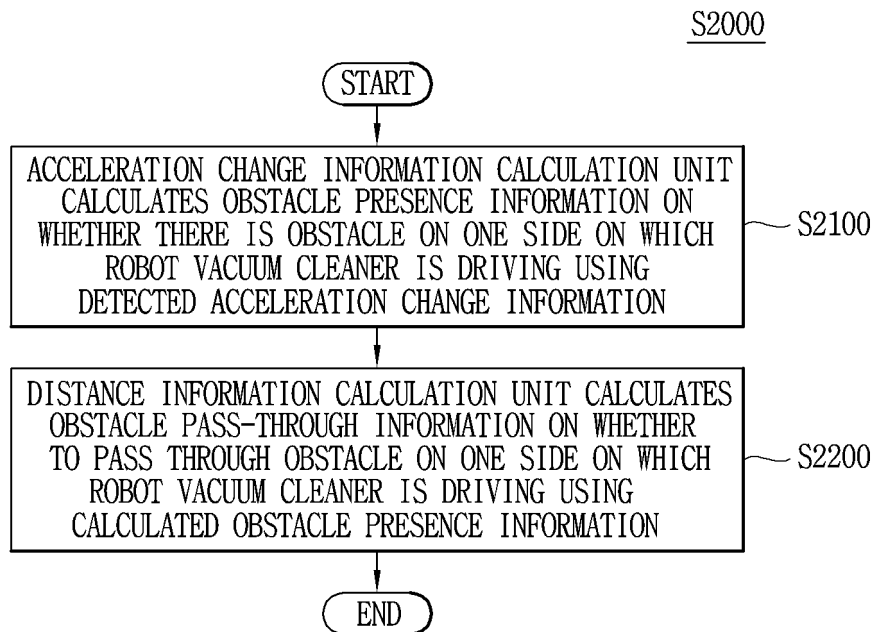 S2000
START
ACCELERATION CHANGE INFORMATION CALCULATION UNIT
CALCULATES OBSTACLE PRESENCE INFORMATION ON
WHETHER THERE IS OBSTACLE ON ONE SIDE ON WHICH
ROBOT VACUUM CLEANER IS DRIVING USING
DETECTED ACCELERATION CHANGE INFORMATION
S2100
DISTANCE INFORMATION CALCULATION UNIT CALCULATES
OBSTACLE PASS-THROUGH INFORMATION ON WHETHER
TO PASS THROUGH OBSTACLE ON ONE SIDE ON WHICH
ROBOT VACUUM CLEANER IS DRIVING USING
CALCULATED OBSTACLE PRESENCE INFORMATION
S2200
END